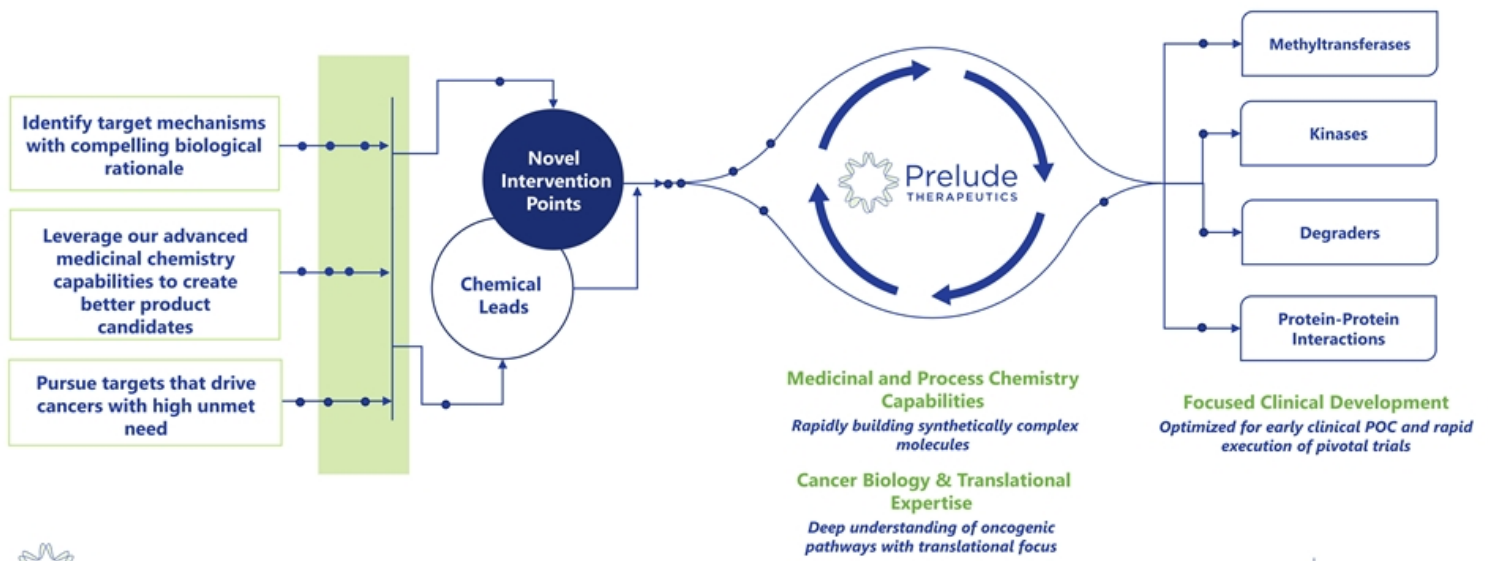 Identify target mechanisms
with compelling biological
rationale
Leverage our advanced
medicinal chemistry
capabilities to create
better product
candidates
Pursue targets that drive
cancers with high unmet
need
Novel
Intervention
Points
Chemical
Leads
Prelude
THERAPEUTICS
Medicinal and Process Chemistry
Capabilities
Rapidly building synthetically complex
molecules
Cancer Biology & Translational
Expertise
Deep understanding of oncogenic
pathways with translational focus
Methyltransferases
Kinases
Degraders
Protein-Protein
Interactions
Focused Clinical Development
Optimized for early clinical POC and rapid
execution of pivotal trials